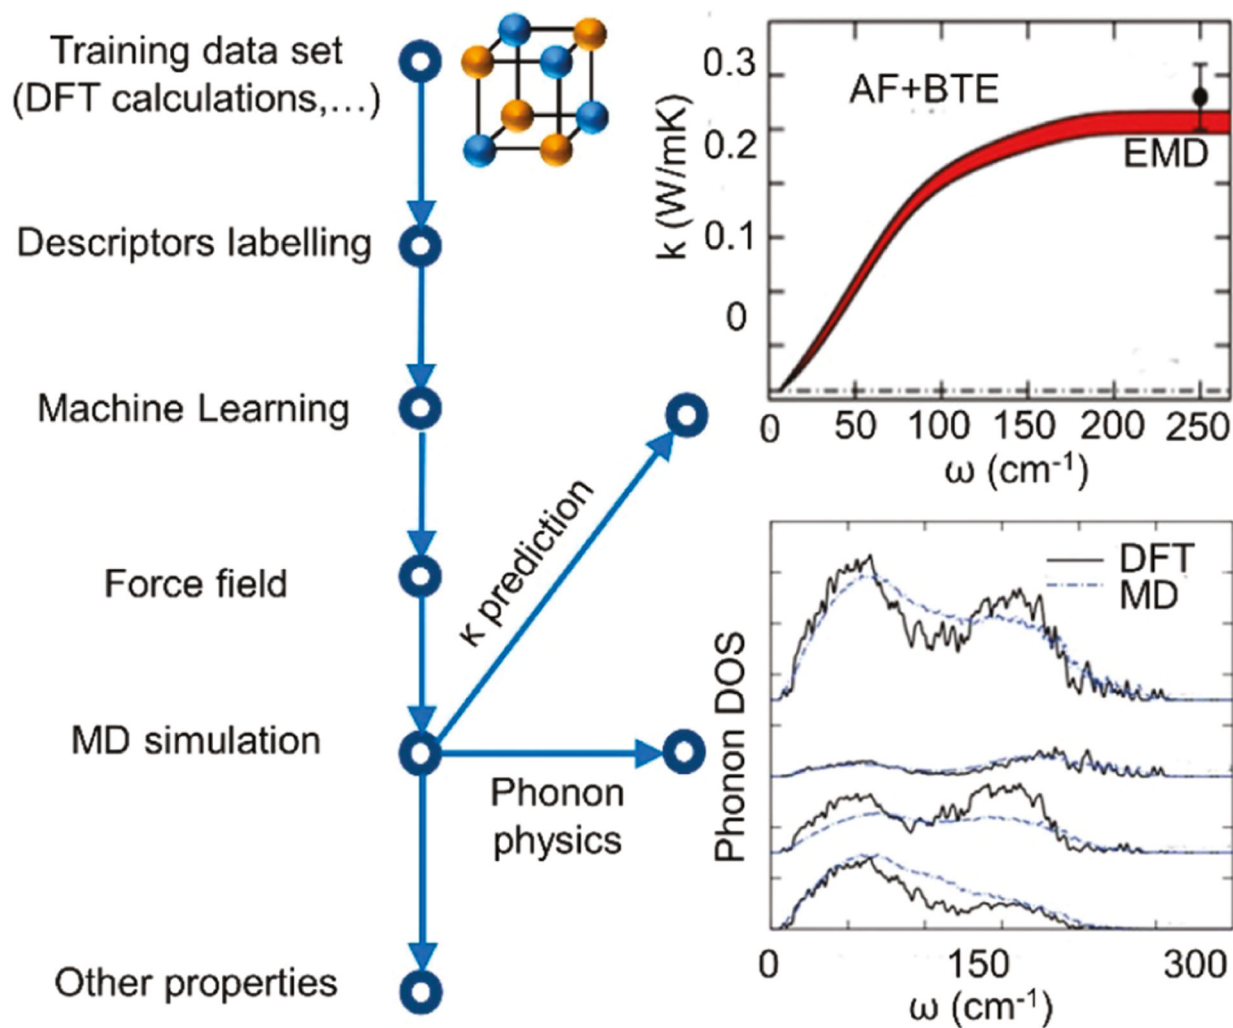 Training data set
(DFT calculations,...)
Descriptors labelling
Machine Learning
Force field
MD simulation
Other properties
κ prediction
Phonon
physics
k (W/mK)
0.3
0.2
0.1
0
AF+BTE
EMD
0 50 100 150 200 250
ω (cm-1)
Phonon DOS
DFT
MD
0 150 300
ω (cm-1)